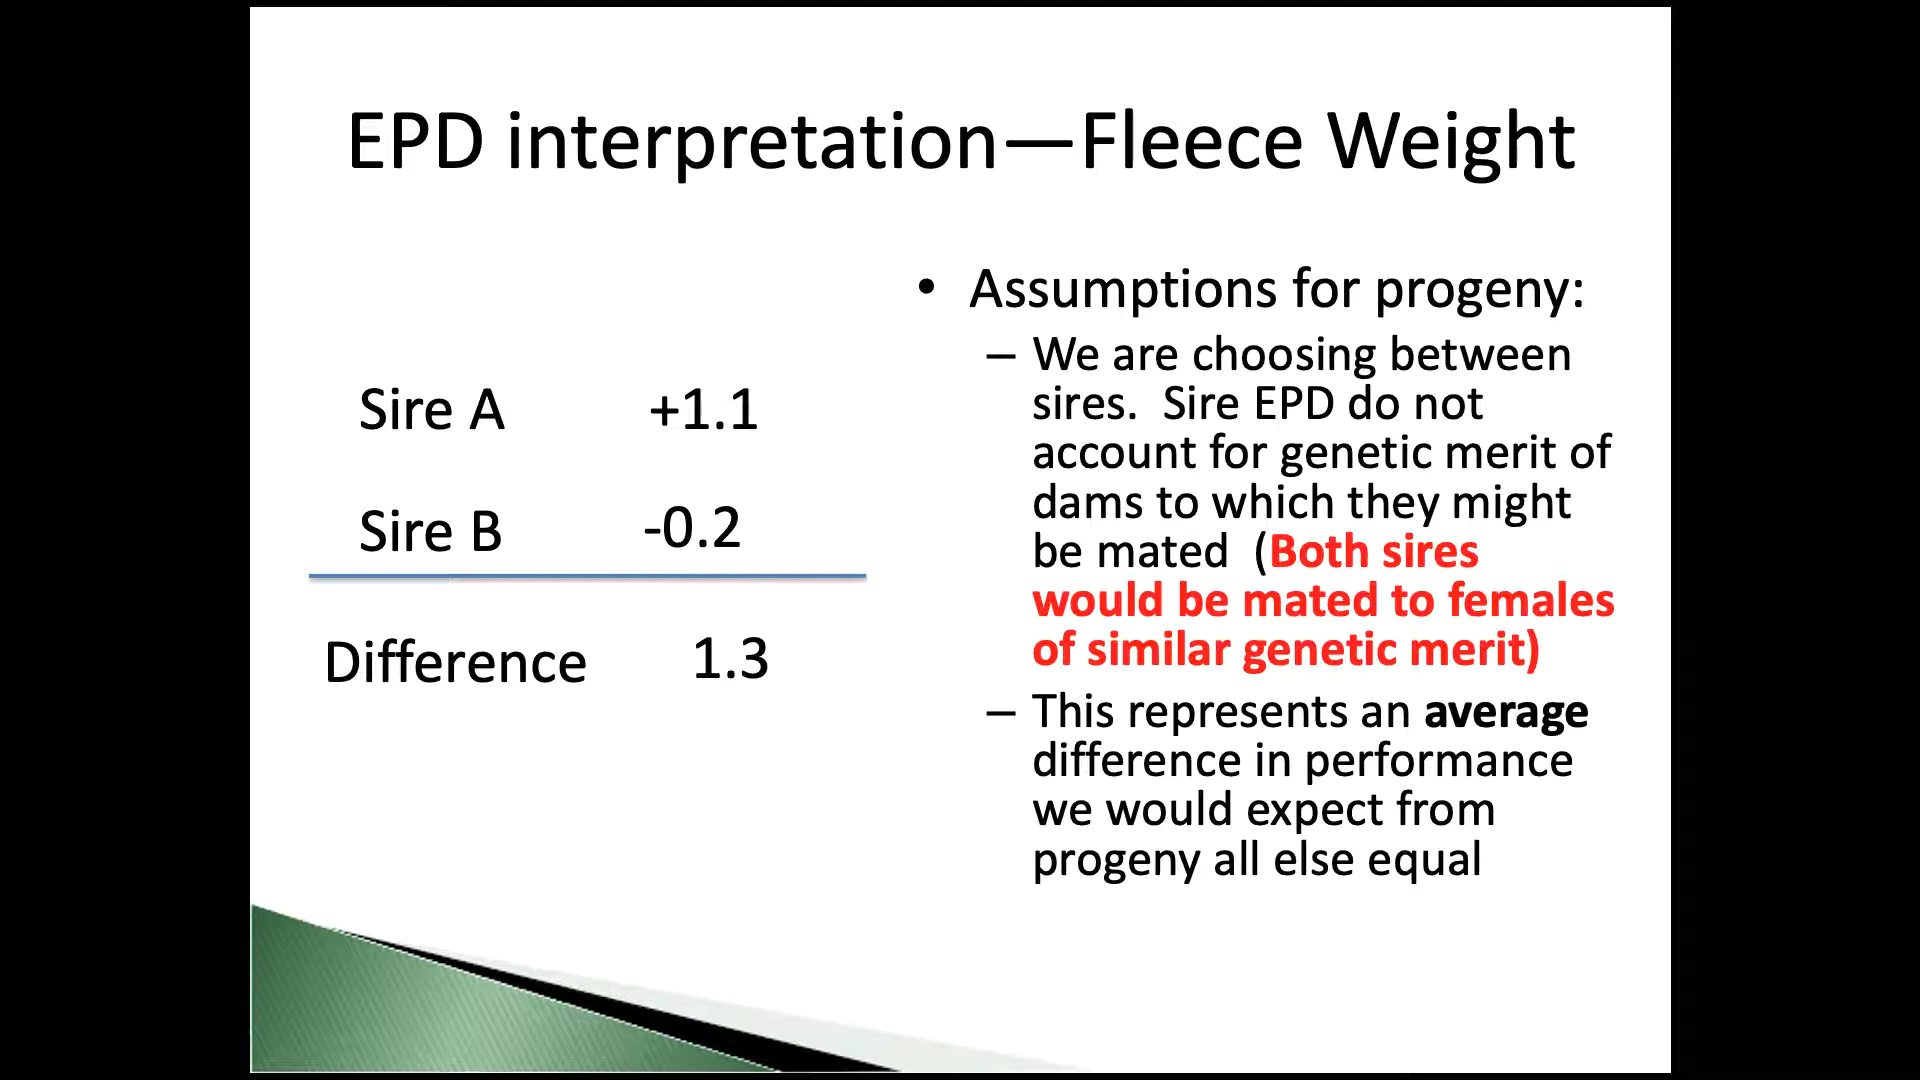 EPD interpretation—Fleece Weight
Sire A +1.1
Sire B -0.2
Difference 1.3
• Assumptions for progeny:
– We are choosing between
sires.  Sire EPD do not
account for genetic merit of
dams to which they might
be mated  (Both sires
would be mated to females
of similar genetic merit)
– This represents an average
difference in performance
we would expect from
progeny all else equal